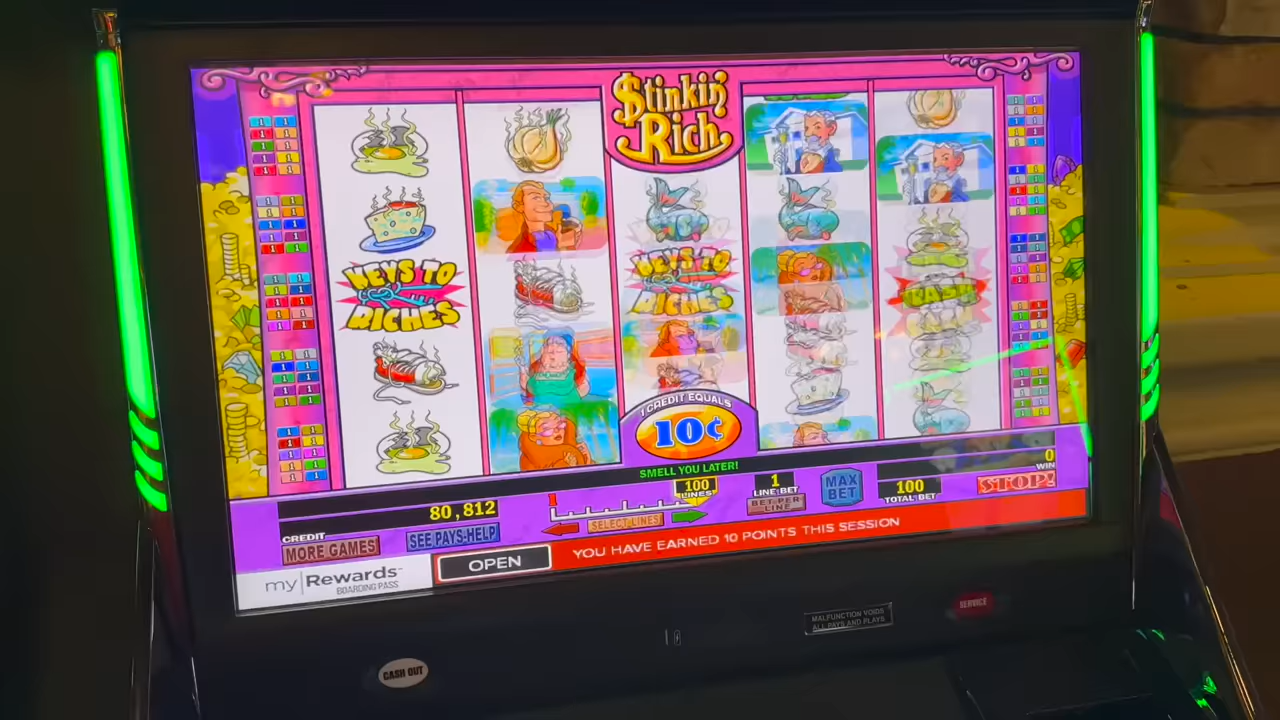 $tinkin'
Rich
KEYS TO
RICHES
KEYS TO
RICHES
TRASH
1 CREDIT EQUALS
10¢
SMELL YOU LATER!
0
WIN
80,812
CREDIT
1
100
LINES
SELECT LINES
1
LINE BET
BET PER
LINE
MAX
BET
100
TOTAL BET
STOP!
MORE GAMES
SEE PAYS-HELP
my|Rewards™
BOARDING PASS
OPEN
YOU HAVE EARNED 10 POINTS THIS SESSION
MALFUNCTION VOIDS
ALL PAYS AND PLAYS
SERVICE
CASH OUT